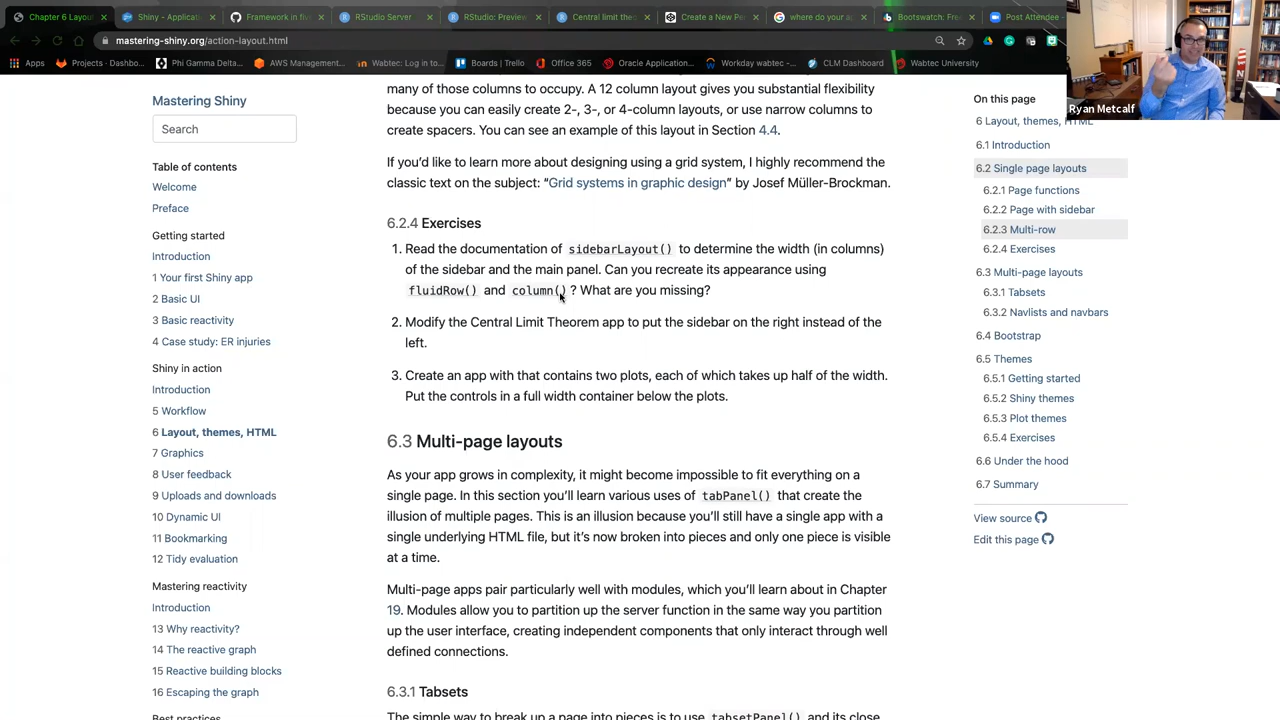 Chapter 6 Layou
Shiny - Applicati
Framework in fiv
RStudio Server
RStudio: Preview
Central limit theo
Create a New Po
where do your ap
Bootswatch: Fre
Post Attendee
mastering-shiny.org/action-layout.html
Apps
Projects - Dashbo...
Phi Gamma Delta...
AWS Management...
Wabtec: Log in to...
Boards | Trello
Office 365
Oracle Application...
Workday wabtec -...
CLM Dashboard
Wabtec University
Ryan Metcalf
Mastering Shiny
Search
Table of contents
Welcome
Preface
Getting started
Introduction
1 Your first Shiny app
2 Basic UI
3 Basic reactivity
4 Case study: ER injuries
Shiny in action
Introduction
5 Workflow
6 Layout, themes, HTML
7 Graphics
8 User feedback
9 Uploads and downloads
10 Dynamic UI
11 Bookmarking
12 Tidy evaluation
Mastering reactivity
Introduction
13 Why reactivity?
14 The reactive graph
15 Reactive building blocks
16 Escaping the graph
Best practices
many of those columns to occupy. A 12 column layout gives you substantial flexibility
because you can easily create 2-, 3-, or 4-column layouts, or use narrow columns to
create spacers. You can see an example of this layout in Section 4.4.
If you'd like to learn more about designing using a grid system, I highly recommend the
classic text on the subject: “Grid systems in graphic design” by Josef Müller-Brockman.
6.2.4 Exercises
1. Read the documentation of sidebarLayout() to determine the width (in columns)
of the sidebar and the main panel. Can you recreate its appearance using
fluidRow() and column()? What are you missing?
2. Modify the Central Limit Theorem app to put the sidebar on the right instead of the
left.
3. Create an app with that contains two plots, each of which takes up half of the width.
Put the controls in a full width container below the plots.
6.3 Multi-page layouts
As your app grows in complexity, it might become impossible to fit everything on a
single page. In this section you'll learn various uses of tabPanel() that create the
illusion of multiple pages. This is an illusion because you'll still have a single app with a
single underlying HTML file, but it's now broken into pieces and only one piece is visible
at a time.
Multi-page apps pair particularly well with modules, which you'll learn about in Chapter
19. Modules allow you to partition up the server function in the same way you partition
up the user interface, creating independent components that only interact through well
defined connections.
6.3.1 Tabsets
The simple way to break up a page into pieces is to use tabsetPanel() and its close
On this page
6 Layout, themes, HTML
6.1 Introduction
6.2 Single page layouts
6.2.1 Page functions
6.2.2 Page with sidebar
6.2.3 Multi-row
6.2.4 Exercises
6.3 Multi-page layouts
6.3.1 Tabsets
6.3.2 Navlists and navbars
6.4 Bootstrap
6.5 Themes
6.5.1 Getting started
6.5.2 Shiny themes
6.5.3 Plot themes
6.5.4 Exercises
6.6 Under the hood
6.7 Summary
View source
Edit this page